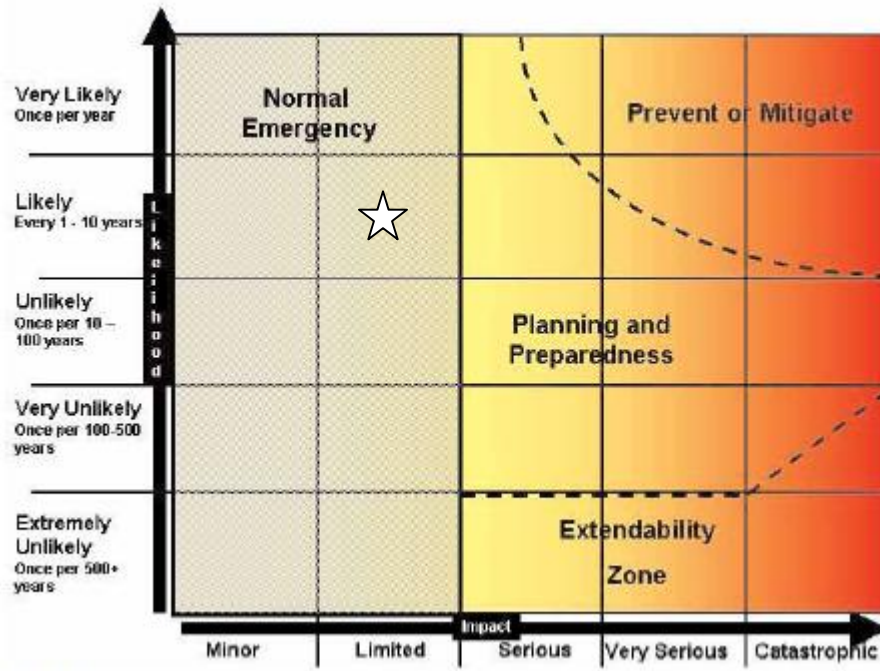 Very Likely
Once per year
Normal
Emergency
Prevent or Mitigate
Likely
Every 1 - 10 years
Likelihood
Unlikely
Once per 10 –
100 years
Planning and
Preparedness
Very Unlikely
Once per 100-500
years
Extremely
Unlikely
Once per 500+
years
Extendability
Zone
Impact
Minor
Limited
Serious
Very Serious
Catastrophic